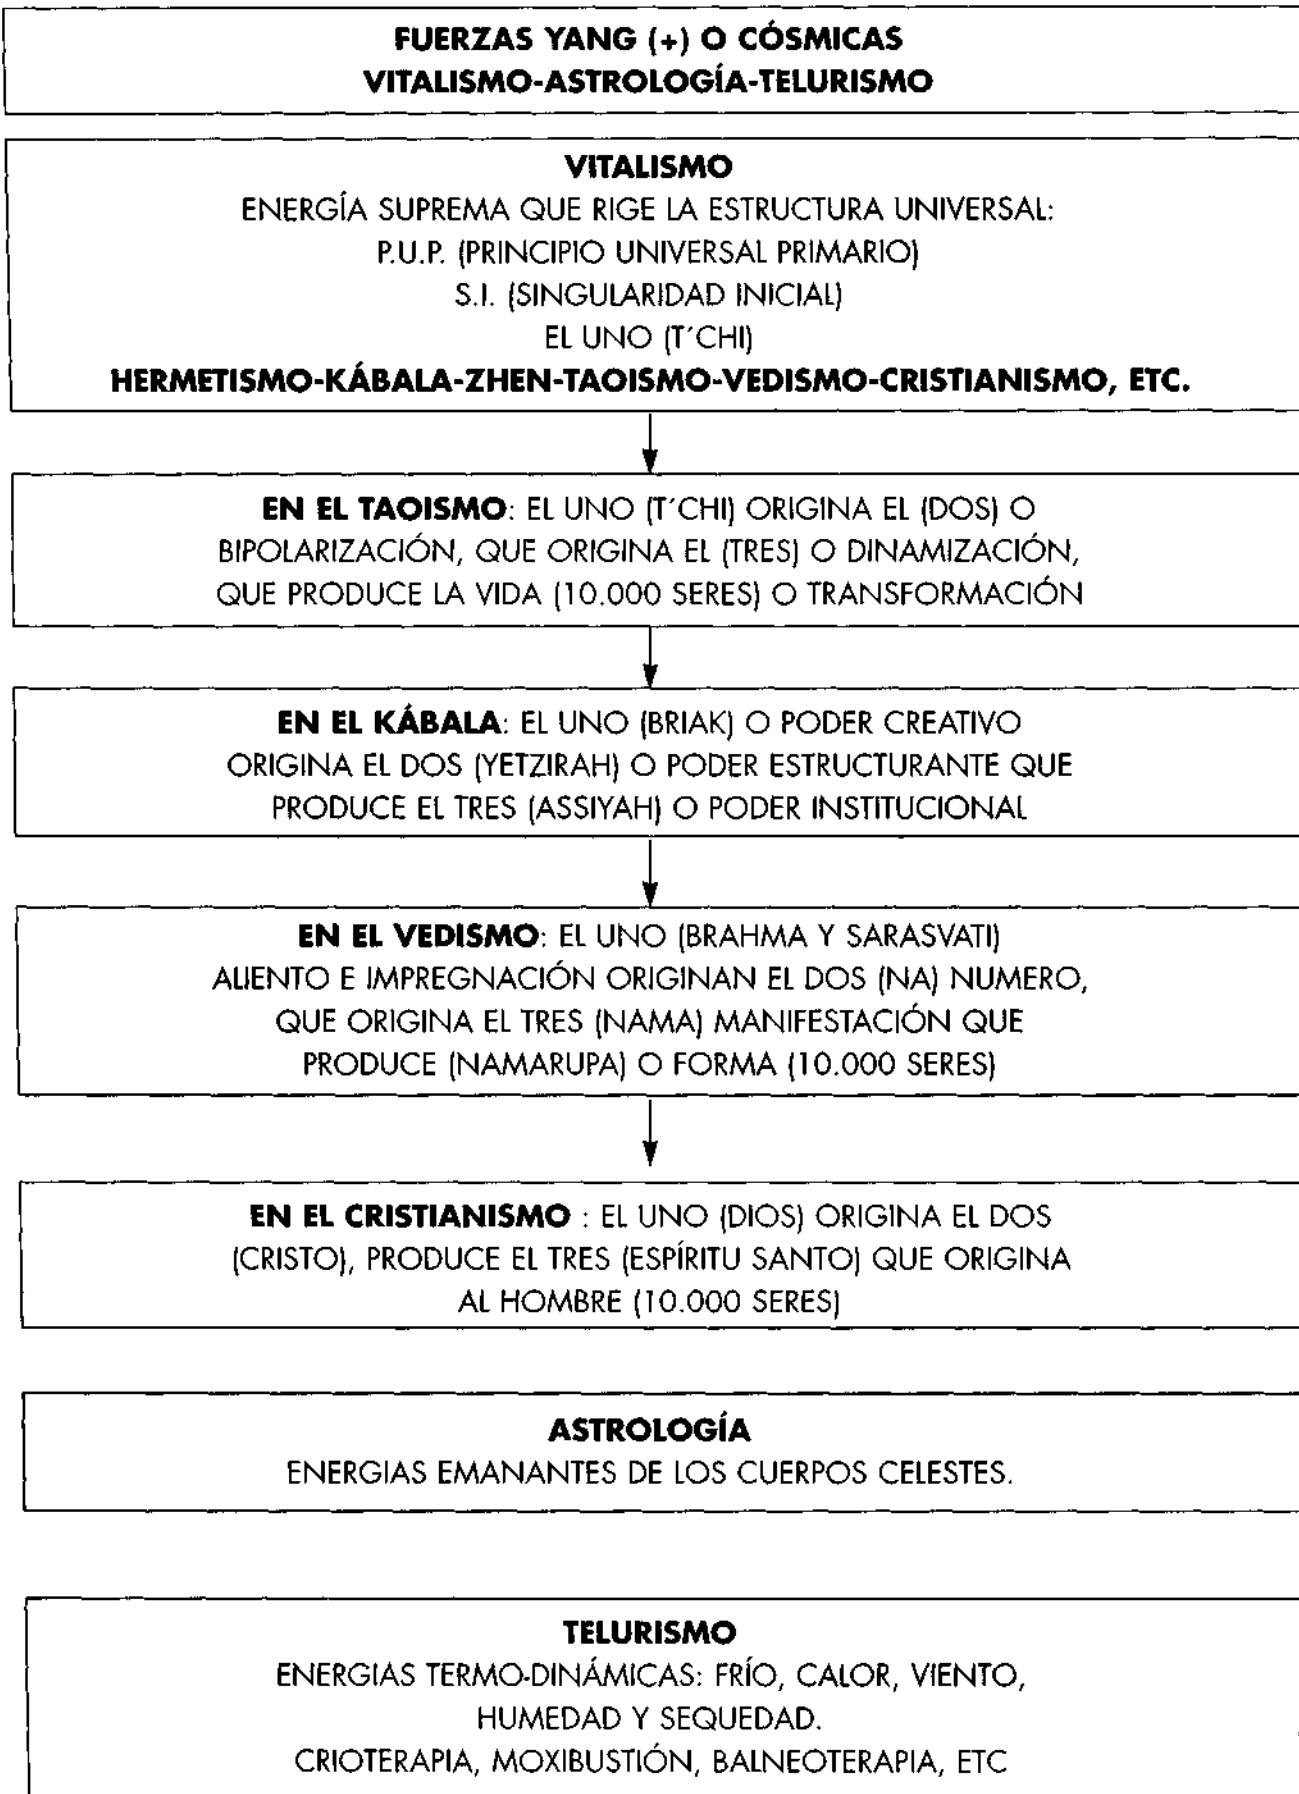 FUERZAS YANG (+) O CÓSMICAS
VITALISMO-ASTROLOGÍA-TELURISMO
VITALISMO
ENERGÍA SUPREMA QUE RIGE LA ESTRUCTURA UNIVERSAL:
P.U.P. (PRINCIPIO UNIVERSAL PRIMARIO)
S.I. (SINGULARIDAD INICIAL)
EL UNO (T´CHI)
HERMETISMO-KÁBALA-ZHEN-TAOISMO-VEDISMO-CRISTIANISMO, ETC.
EN EL TAOISMO: EL UNO (T´CHI) ORIGINA EL (DOS) O
BIPOLARIZACIÓN, QUE ORIGINA EL (TRES) O DINAMIZACIÓN,
QUE PRODUCE LA VIDA (10.000 SERES) O TRANSFORMACIÓN
EN EL KÁBALA: EL UNO (BRIAK) O PODER CREATIVO
ORIGINA EL DOS (YETZIRAH) O PODER ESTRUCTURANTE QUE
PRODUCE EL TRES (ASSIYAH) O PODER INSTITUCIONAL
EN EL VEDISMO: EL UNO (BRAHMA Y SARASVATI)
ALIENTO E IMPREGNACIÓN ORIGINAN EL DOS (NA) NUMERO,
QUE ORIGINA EL TRES (NAMA) MANIFESTACIÓN QUE
PRODUCE (NAMARUPA) O FORMA (10.000 SERES)
EN EL CRISTIANISMO : EL UNO (DIOS) ORIGINA EL DOS
(CRISTO), PRODUCE EL TRES (ESPÍRITU SANTO) QUE ORIGINA
AL HOMBRE (10.000 SERES)
ASTROLOGÍA
ENERGIAS EMANANTES DE LOS CUERPOS CELESTES.
TELURISMO
ENERGIAS TERMO-DINÁMICAS: FRÍO, CALOR, VIENTO,
HUMEDAD Y SEQUEDAD.
CRIOTERAPIA, MOXIBUSTIÓN, BALNEOTERAPIA, ETC